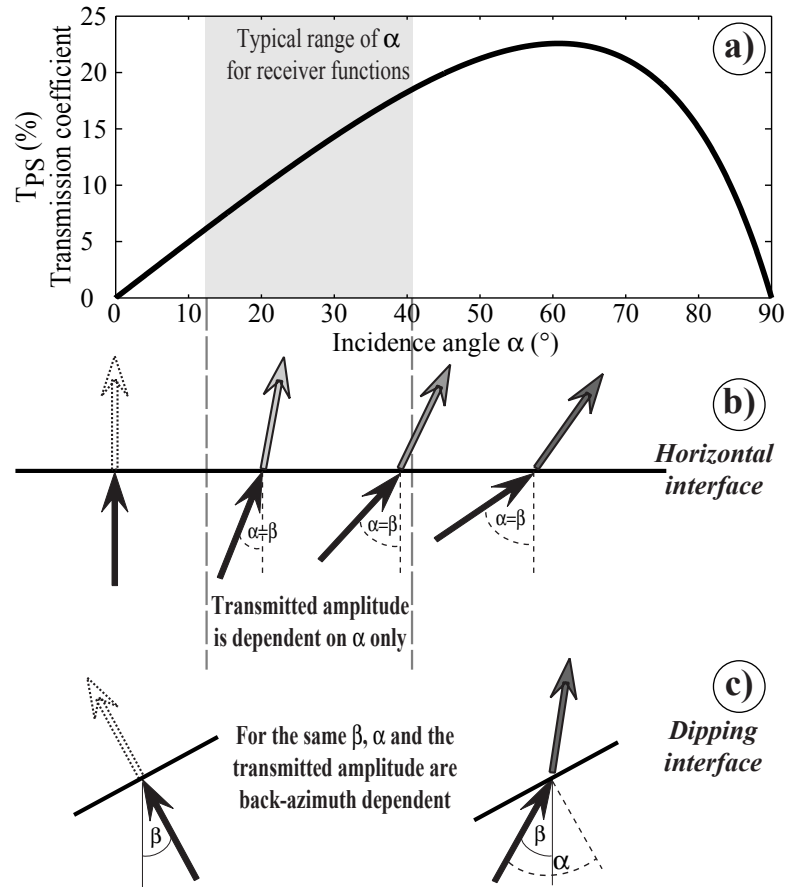 25
20
15
10
5
0
T_PS (%)
Transmission coefficient
Typical range of α
for receiver functions
a)
0 10 20 30 40 50 60 70 80 90
Incidence angle α (°)
b)
Horizontal
interface
α=β
α=β
α=β
Transmitted amplitude
is dependent on α only
c)
Dipping
interface
For the same β, α and the
transmitted amplitude are
back-azimuth dependent
β
β
α